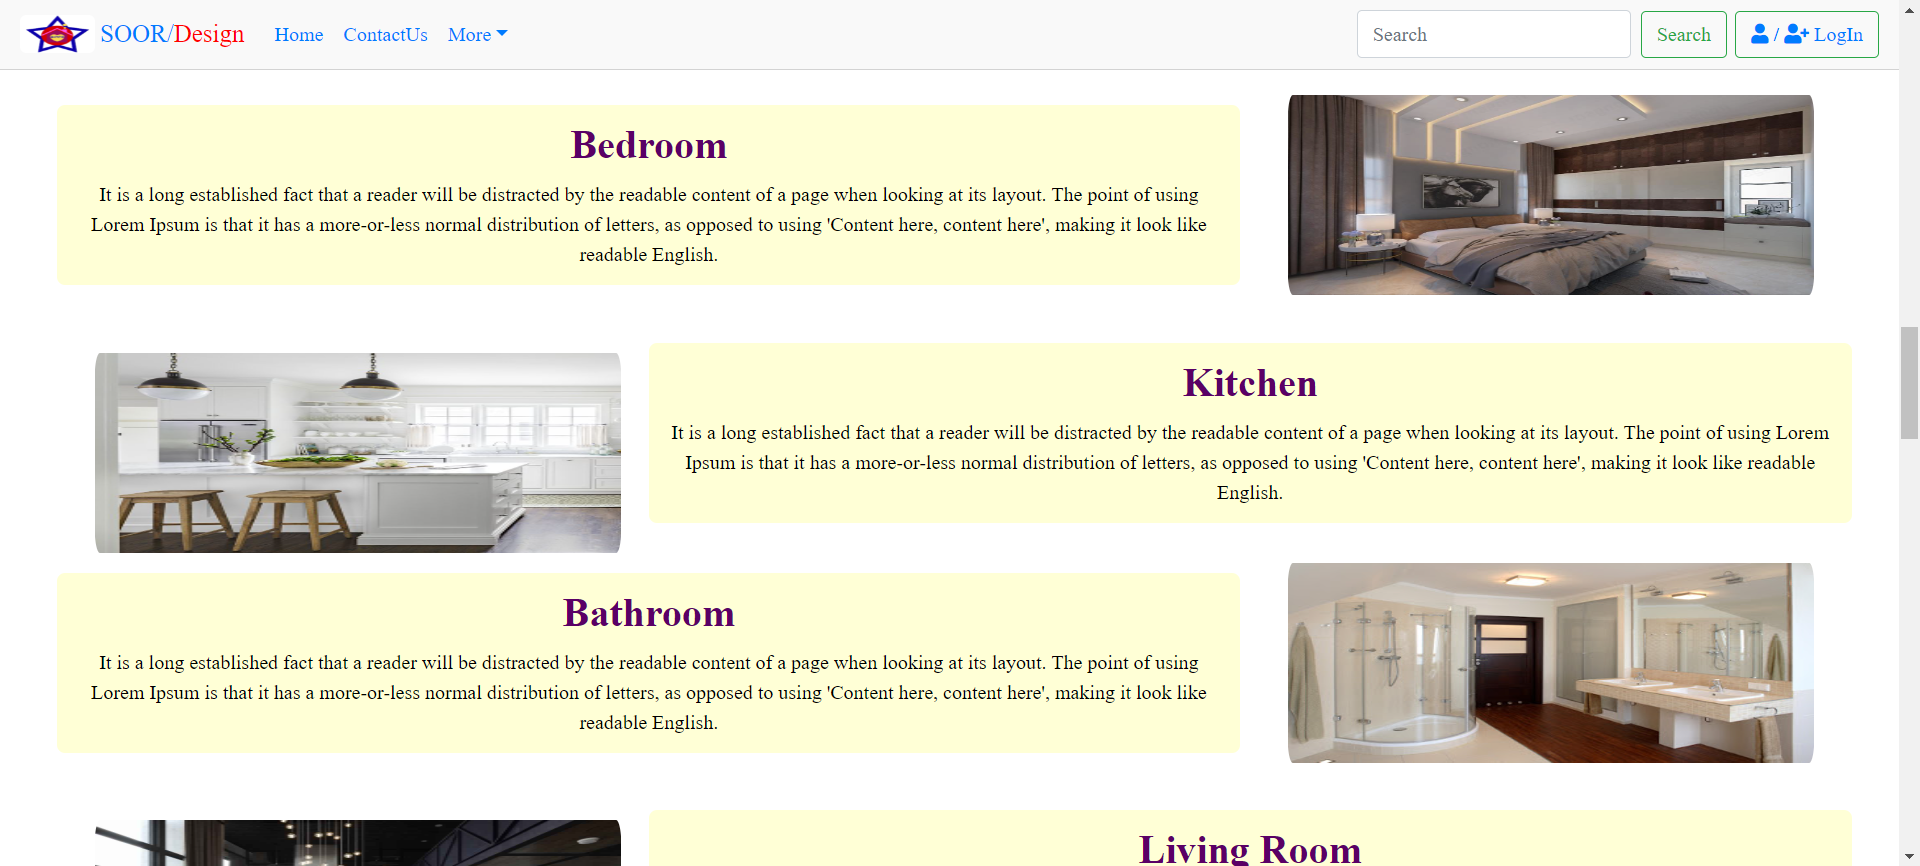 SOOR/Design Home ContactUs More Search Search / LogIn
Bedroom
It is a long established fact that a reader will be distracted by the readable content of a page when looking at its layout. The point of using
Lorem Ipsum is that it has a more-or-less normal distribution of letters, as opposed to using 'Content here, content here', making it look like
readable English.
Kitchen
It is a long established fact that a reader will be distracted by the readable content of a page when looking at its layout. The point of using Lorem
Ipsum is that it has a more-or-less normal distribution of letters, as opposed to using 'Content here, content here', making it look like readable
English.
Bathroom
It is a long established fact that a reader will be distracted by the readable content of a page when looking at its layout. The point of using
Lorem Ipsum is that it has a more-or-less normal distribution of letters, as opposed to using 'Content here, content here', making it look like
readable English.
Living Room